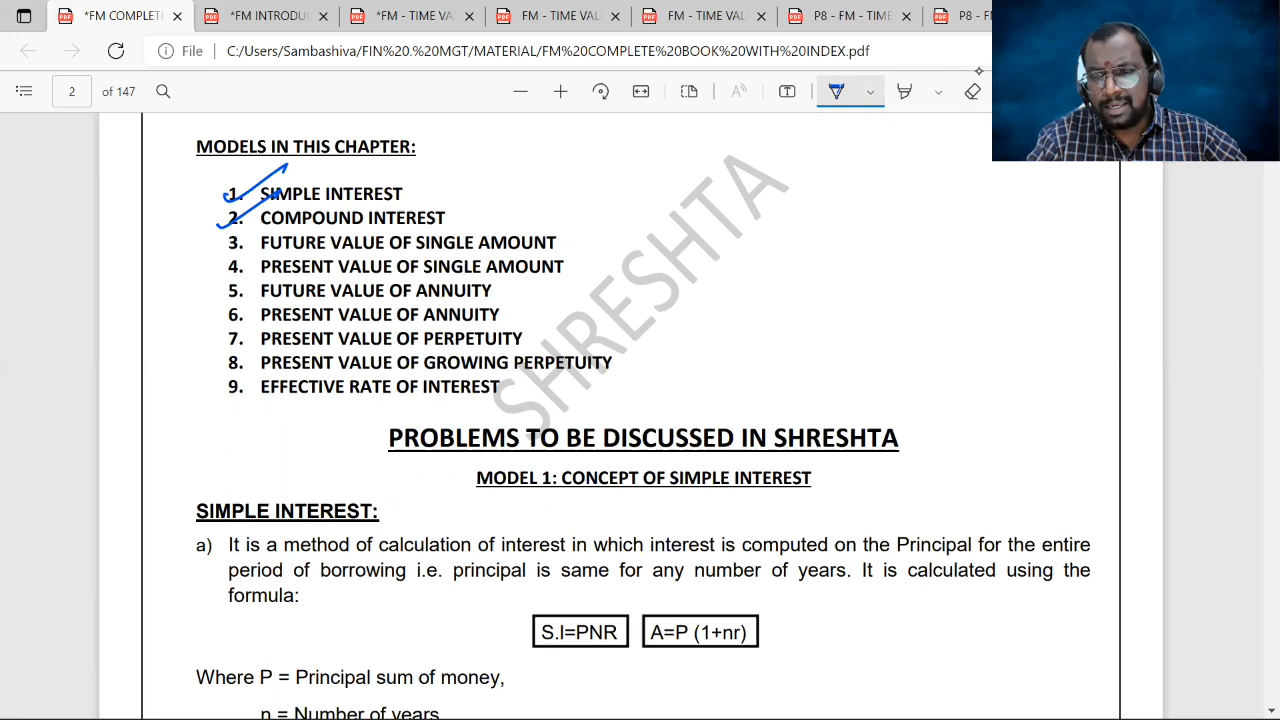 *FM COMPLET
*FM INTRODU
*FM - TIME VA
FM - TIME VAL
FM - TIME VAL
P8 - FM - TIME
P8 - F
File
C:/Users/Sambashiva/FIN%20.%20MGT/MATERIAL/FM%20COMPLETE%20BOOK%20WITH%20INDEX.pdf
2 of 147
MODELS IN THIS CHAPTER:
1. SIMPLE INTEREST
2. COMPOUND INTEREST
3. FUTURE VALUE OF SINGLE AMOUNT
4. PRESENT VALUE OF SINGLE AMOUNT
5. FUTURE VALUE OF ANNUITY
6. PRESENT VALUE OF ANNUITY
7. PRESENT VALUE OF PERPETUITY
8. PRESENT VALUE OF GROWING PERPETUITY
9. EFFECTIVE RATE OF INTEREST
SHRESHTA
PROBLEMS TO BE DISCUSSED IN SHRESHTA
MODEL 1: CONCEPT OF SIMPLE INTEREST
SIMPLE INTEREST:
a) It is a method of calculation of interest in which interest is computed on the Principal for the entire
period of borrowing i.e. principal is same for any number of years. It is calculated using the
formula:
S.I=PNR A=P (1+nr)
Where P = Principal sum of money,
n = Number of years